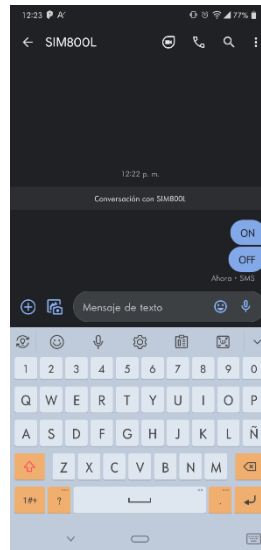 12:23 77%
SIM800L
12:22 p. m.
Conversación con SIM800L
ON
OFF
Ahora • SMS
Mensaje de texto
1 2 3 4 5 6 7 8 9 0
Q W E R T Y U I O P
A S D F G H J K L Ñ
Z X C V B N M
1#+ ? .